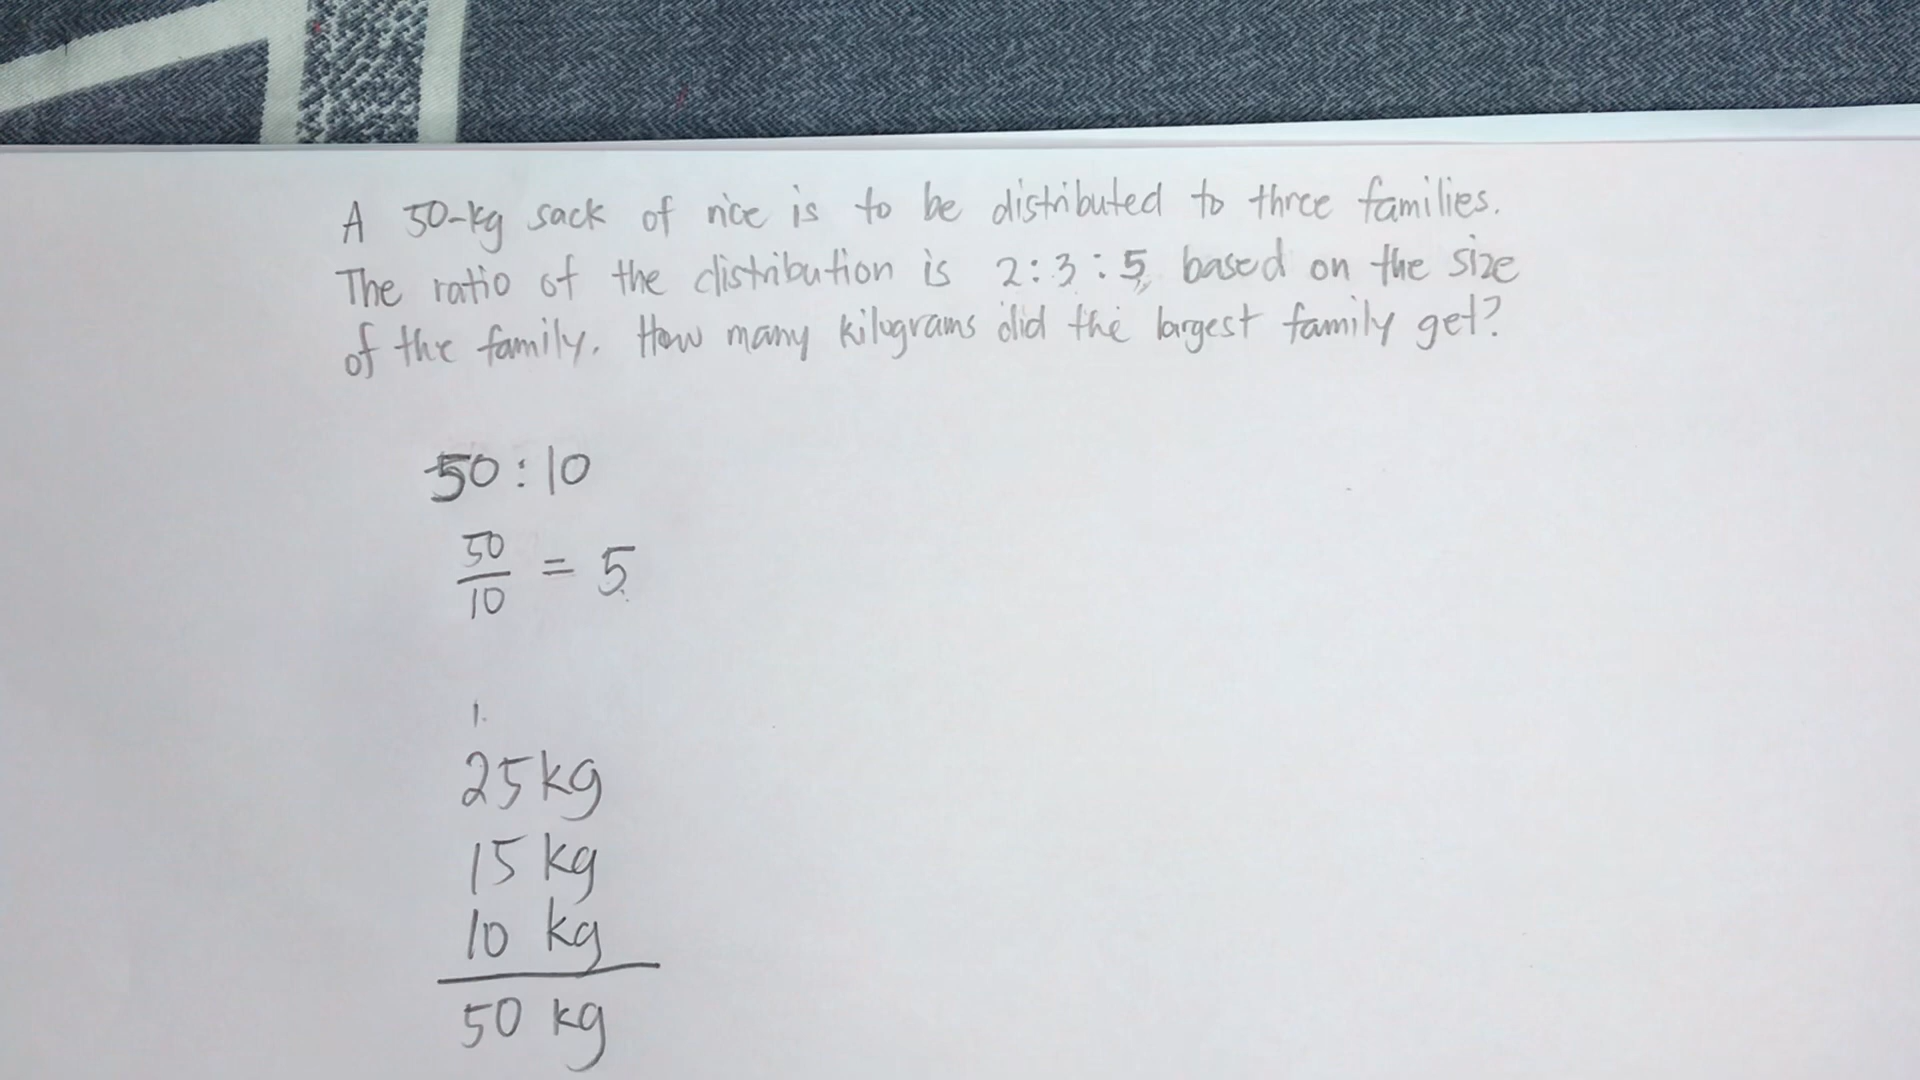 A 50-kg sack of rice is to be distributed to three families.
The ratio of the distribution is 2:3:5, based on the size
of the family. How many kilograms did the largest family get?
50:10
50
10
= 5
1
25kg
15 kg
10 kg
50 kg